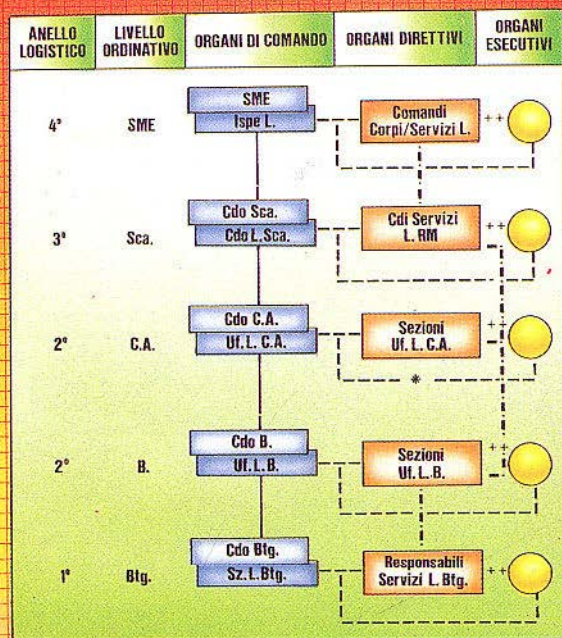 ANELLO LOGISTICO
LIVELLO ORDINATIVO
ORGANI DI COMANDO
ORGANI DIRETTIVI
ORGANI ESECUTIVI
4°
SME
SME
Ispe L.
Comandi
Corpi/Servizi L.
++
3ª
Sca.
Cdo Sca.
Cdo L. Sca.
Cdi Servizi
L. RM
++
2°
C.A.
Cdo C.A.
Uf. L. C.A.
Sezioni
Uf. L. C.A.
++
*
2°
B.
Cdo B.
Uf. L. B.
Sezioni
Uf. L. B.
++
1ª
Btg.
Cdo Btg.
Sz. L. Btg.
Responsabili
Servizi L. Btg.
++